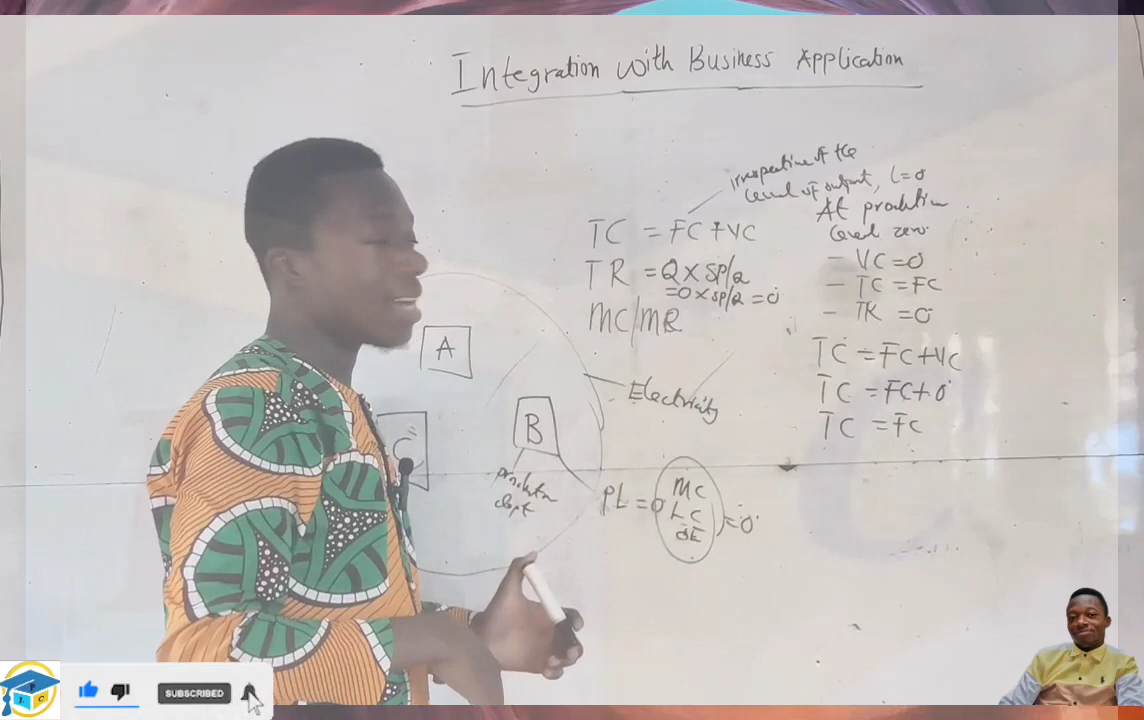 Integration with Business Application
irrespective of the
level of output, L=0
At production
level zero.
TC = FC + VC
TR = Q x SP/Q
= 0 x SP/Q = 0
MC/MR
- VC = 0
- TC = FC
- TR = 0
TC = FC + VC
TC = FC + 0
TC = FC
A
Electricity
C
B
production
dept
PL = 0
MC
LC
OE
= 0
SUBSCRIBED